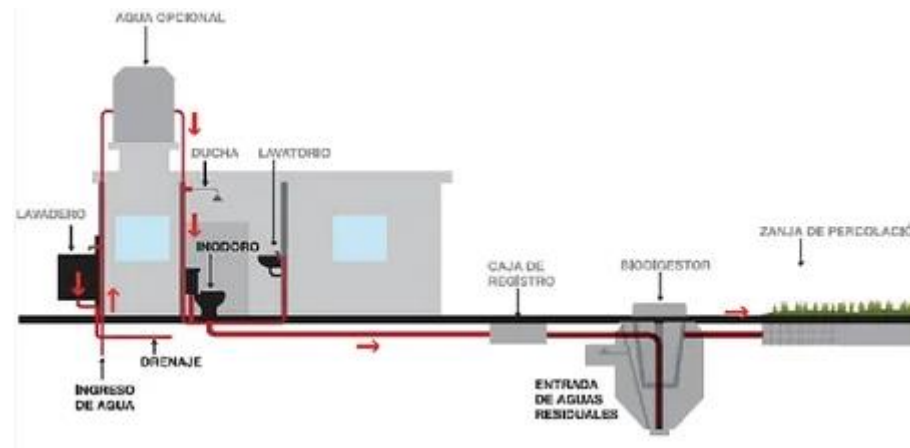 AGUA OPCIONAL
DUCHA
LAVATORIO
LAVADERO
INODORO
ZANJA DE PERCOLACIÓ
CAJA DE
REGÍSTRO
BIODIGESTOR
DRENAJE
INGRESO
DE AGUA
ENTRADA
DE AGUAS
RESIDUALES